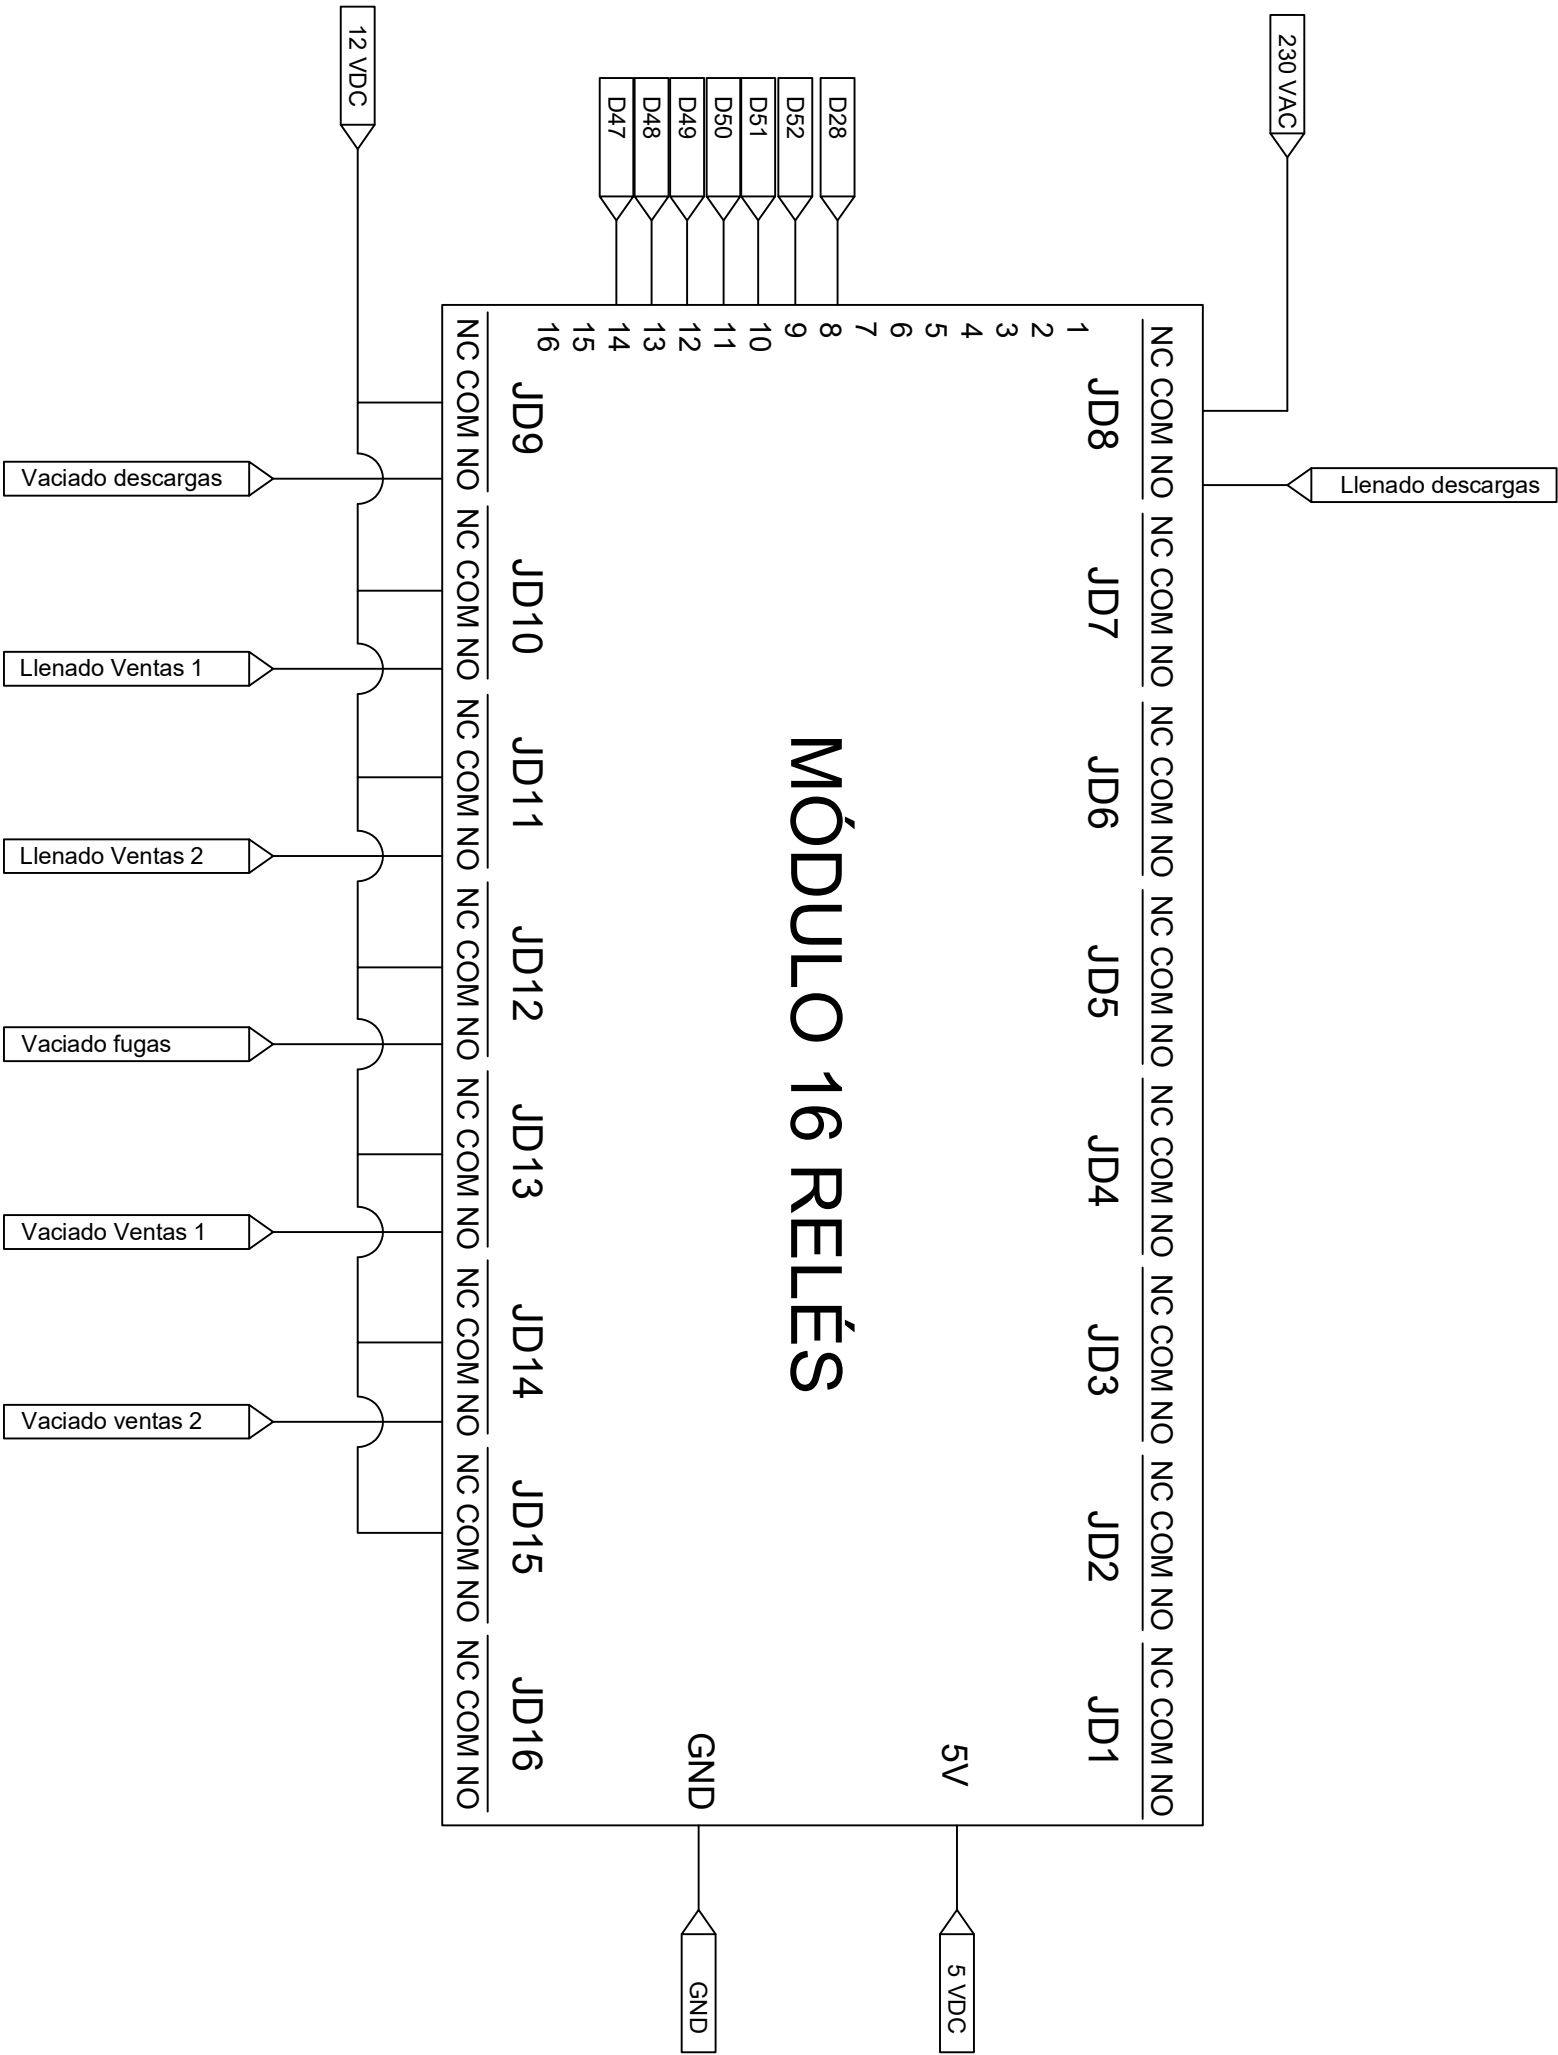 12 VDC
230 VAC
D47
D48
D49
D50
D51
D52
D28
16
15
14
13
12
11
10
9
8
7
6
5
4
3
2
1
NC COM NO
JD9
JD8
NC COM NO
Vaciado descargas
Llenado descargas
NC COM NO
JD10
JD7
NC COM NO
Llenado Ventas 1
NC COM NO
JD11
JD6
NC COM NO
Llenado Ventas 2
MÓDULO 16 RELÉS
NC COM NO
JD12
JD5
NC COM NO
Vaciado fugas
NC COM NO
JD13
JD4
NC COM NO
Vaciado Ventas 1
NC COM NO
JD14
JD3
NC COM NO
Vaciado ventas 2
NC COM NO
JD15
JD2
NC COM NO
NC COM NO
JD16
GND
5V
JD1
NC COM NO
GND
5 VDC